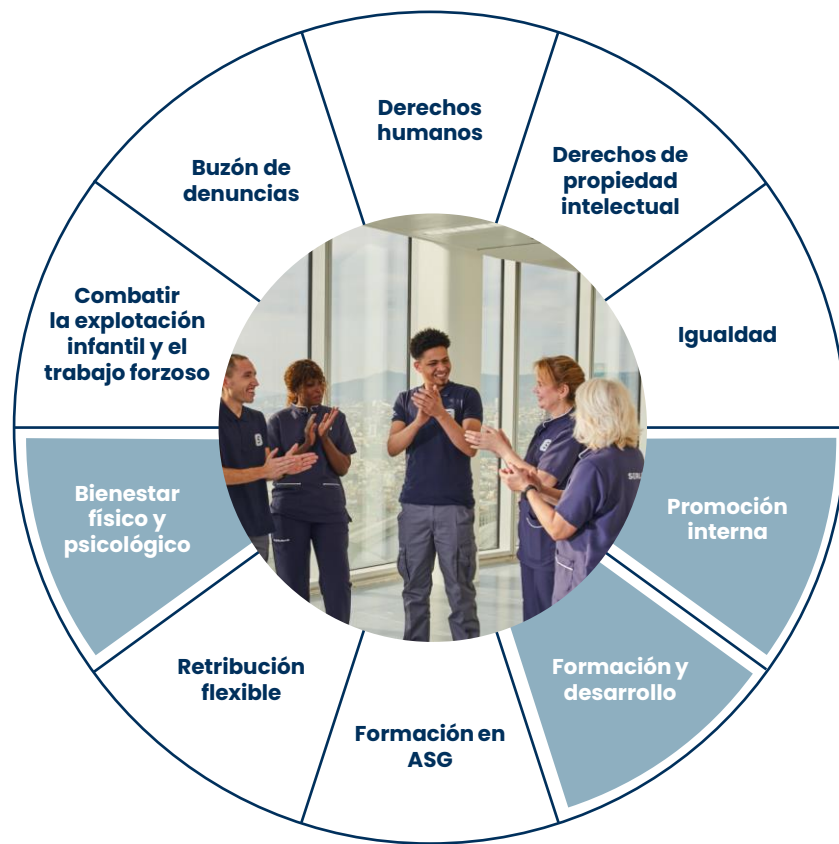 Derechos
humanos
Derechos de
propiedad
intelectual
Igualdad
Promoción
interna
Formación y
desarrollo
Formación en
ASG
Retribución
flexible
Bienestar
físico y
psicológico
Combatir
la explotación
infantil y el
trabajo forzoso
Buzón de
denuncias